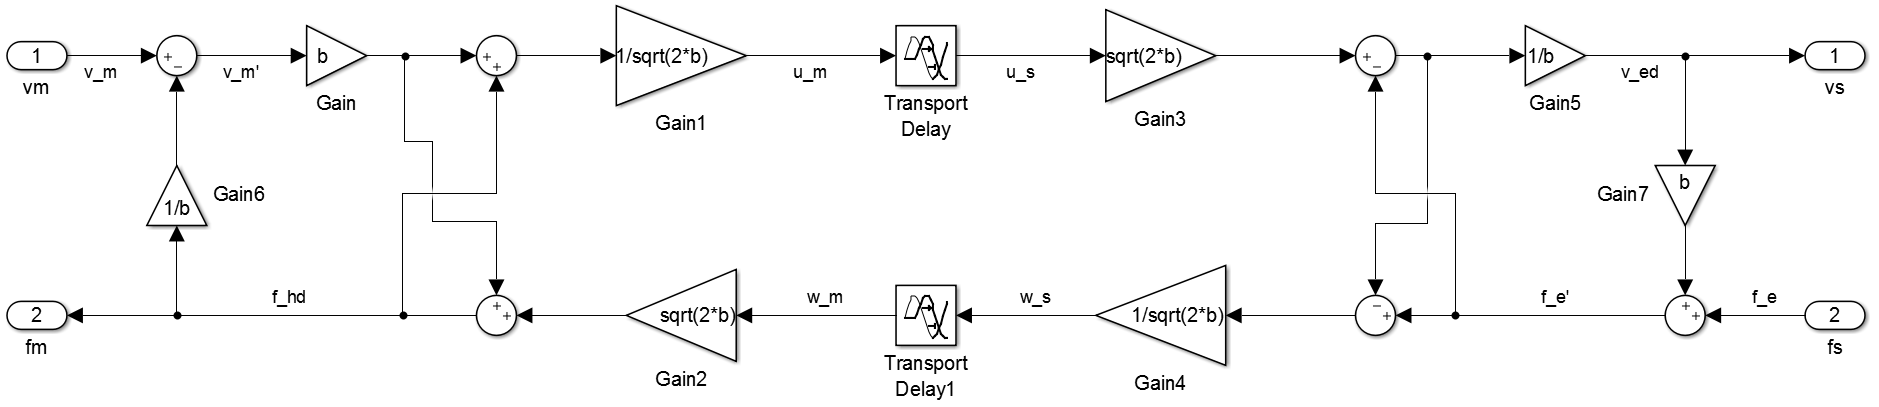 1
vm
v_m
+
−
v_m'
b
Gain
+
+
1/sqrt(2*b)
Gain1
u_m
Transport
Delay
u_s
sqrt(2*b)
Gain3
+
−
1/b
Gain5
v_ed
1
vs
1/b
Gain6
b
Gain7
2
fm
f_hd
+
+
sqrt(2*b)
Gain2
w_m
Transport
Delay1
w_s
1/sqrt(2*b)
Gain4
−
+
f_e'
+
+
f_e
2
fs